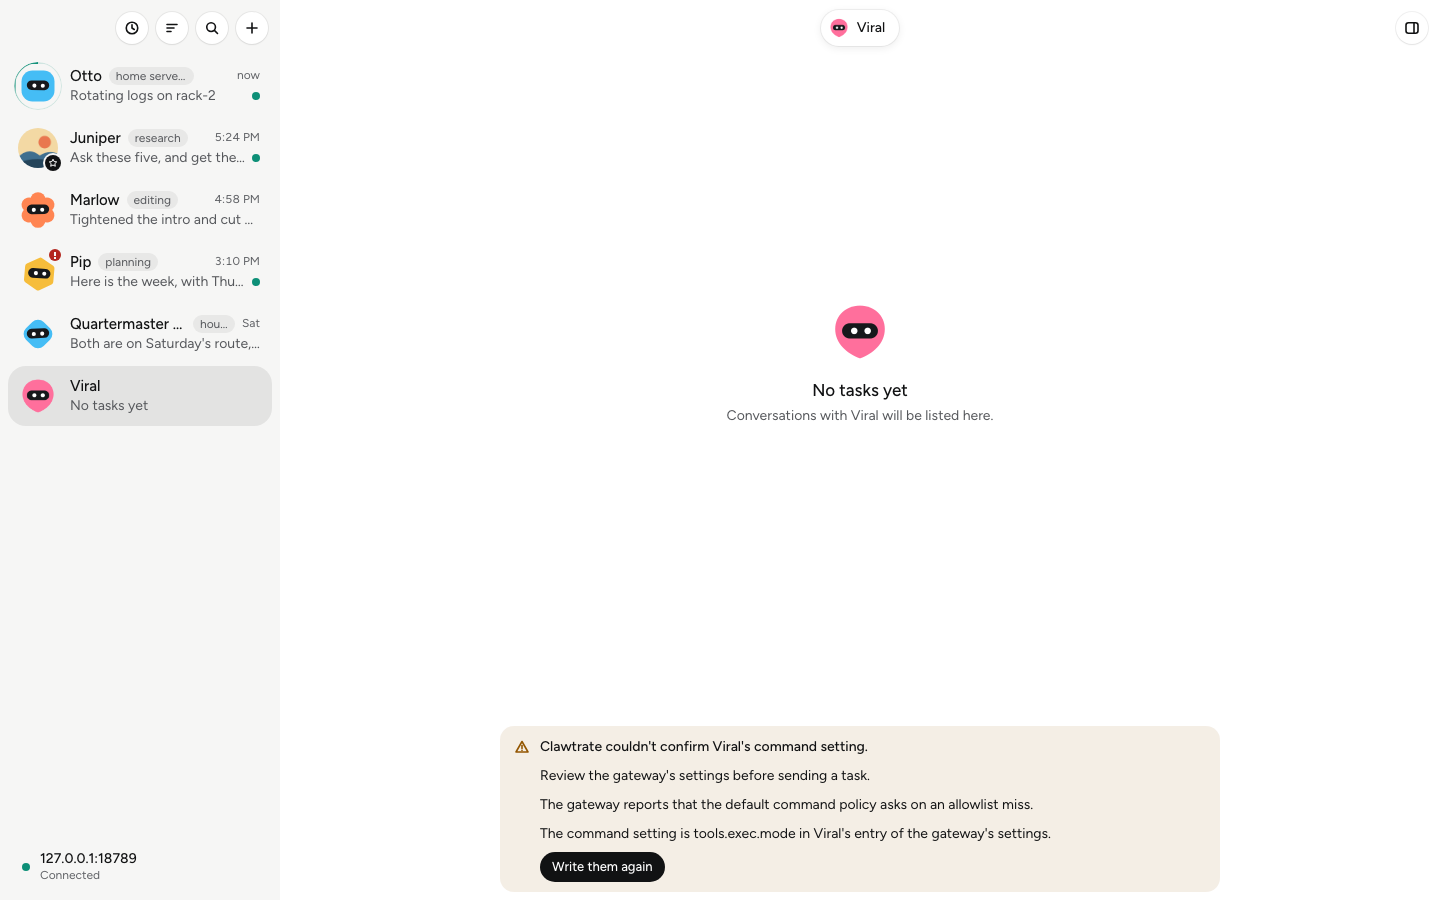 Viral
Otto home serve... now
Rotating logs on rack-2
Juniper research 5:24 PM
Ask these five, and get the...
Marlow editing 4:58 PM
Tightened the intro and cut ...
Pip planning 3:10 PM
Here is the week, with Thu...
Quartermaster ... hou... Sat
Both are on Saturday's route,...
Viral
No tasks yet
No tasks yet
Conversations with Viral will be listed here.
Clawtrate couldn't confirm Viral's command setting.
Review the gateway's settings before sending a task.
The gateway reports that the default command policy asks on an allowlist miss.
The command setting is tools.exec.mode in Viral's entry of the gateway's settings.
Write them again
127.0.0.1:18789
Connected